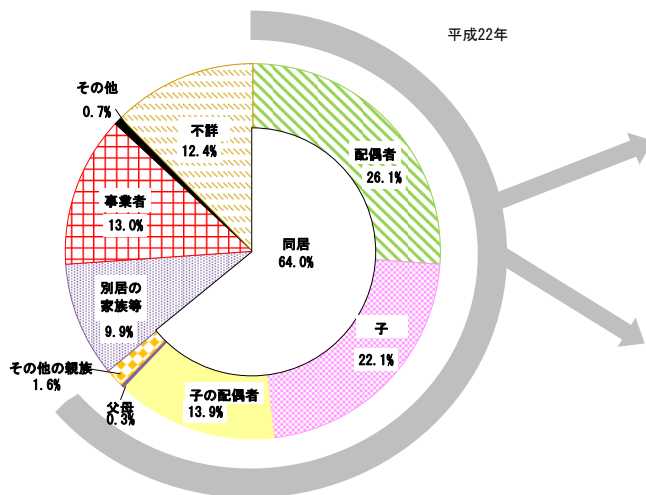 平成22年
その他
0.7%
不詳
12.4%
配偶者
26.1%
事業者
13.0%
同居
64.0%
別居の
家族等
9.9%
子
22.1%
その他の親族
1.6%
父母
0.3%
子の配偶者
13.9%